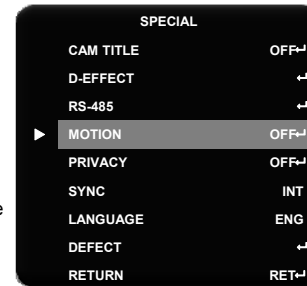 SPECIAL
CAM TITLE OFF↵
D-EFFECT ↵
RS-485 ↵
▶ MOTION OFF↵
PRIVACY OFF↵
SYNC INT
e
LANGUAGE ENG
DEFECT ↵
RETURN RET↵